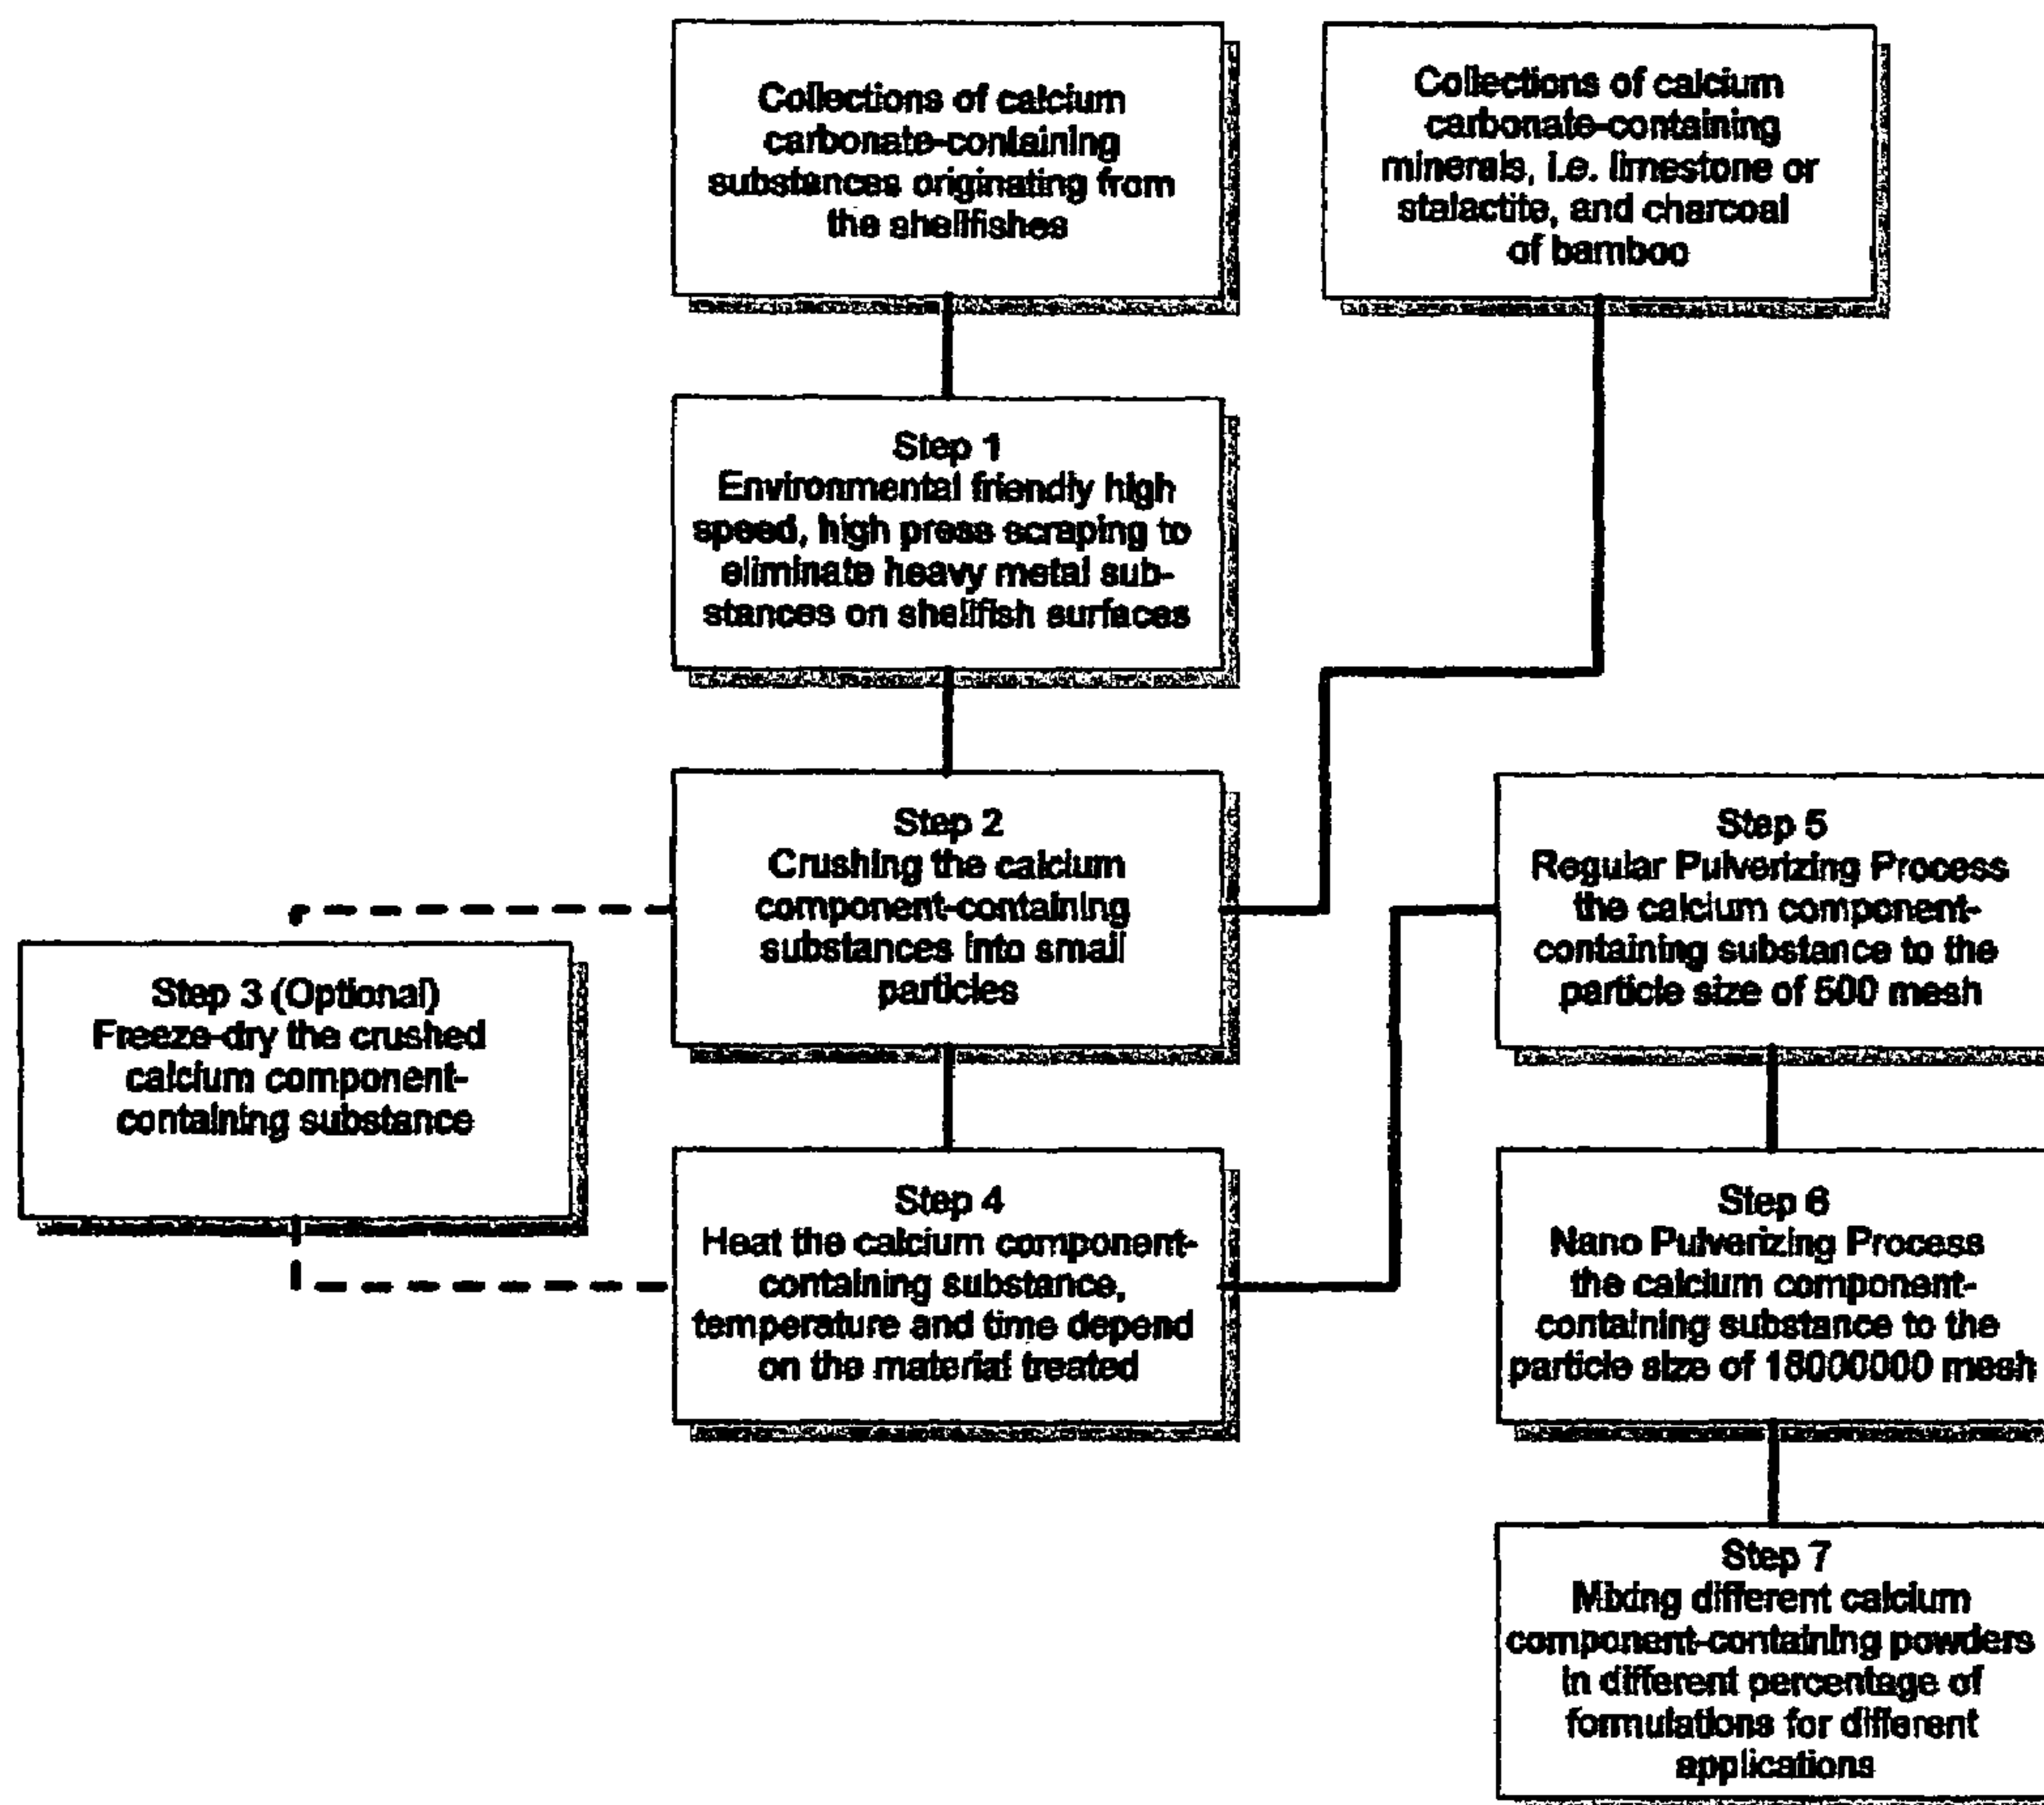 Collections of calcium
carbonate-containing
substances originating from
the shellfishes
Collections of calcium
carbonate-containing
minerals, i.e. limestone or
stalactite, and charcoal
of bamboo
Step 1
Environmental friendly high
speed, high press scraping to
eliminate heavy metal sub-
stances on shellfish surfaces
Step 2
Crushing the calcium
component-containing
substances into small
particles
Step 3 (Optional)
Freeze-dry the crushed
calcium component-
containing substance
Step 4
Heat the calcium component-
containing substance,
temperature and time depend
on the material treated
Step 5
Regular Pulverizing Process
the calcium component-
containing substance to the
particle size of 500 mesh
Step 6
Nano Pulverizing Process
the calcium component-
containing substance to the
particle size of 18000000 mesh
Step 7
Mixing different calcium
component-containing powders
in different percentage of
formulations for different
applications